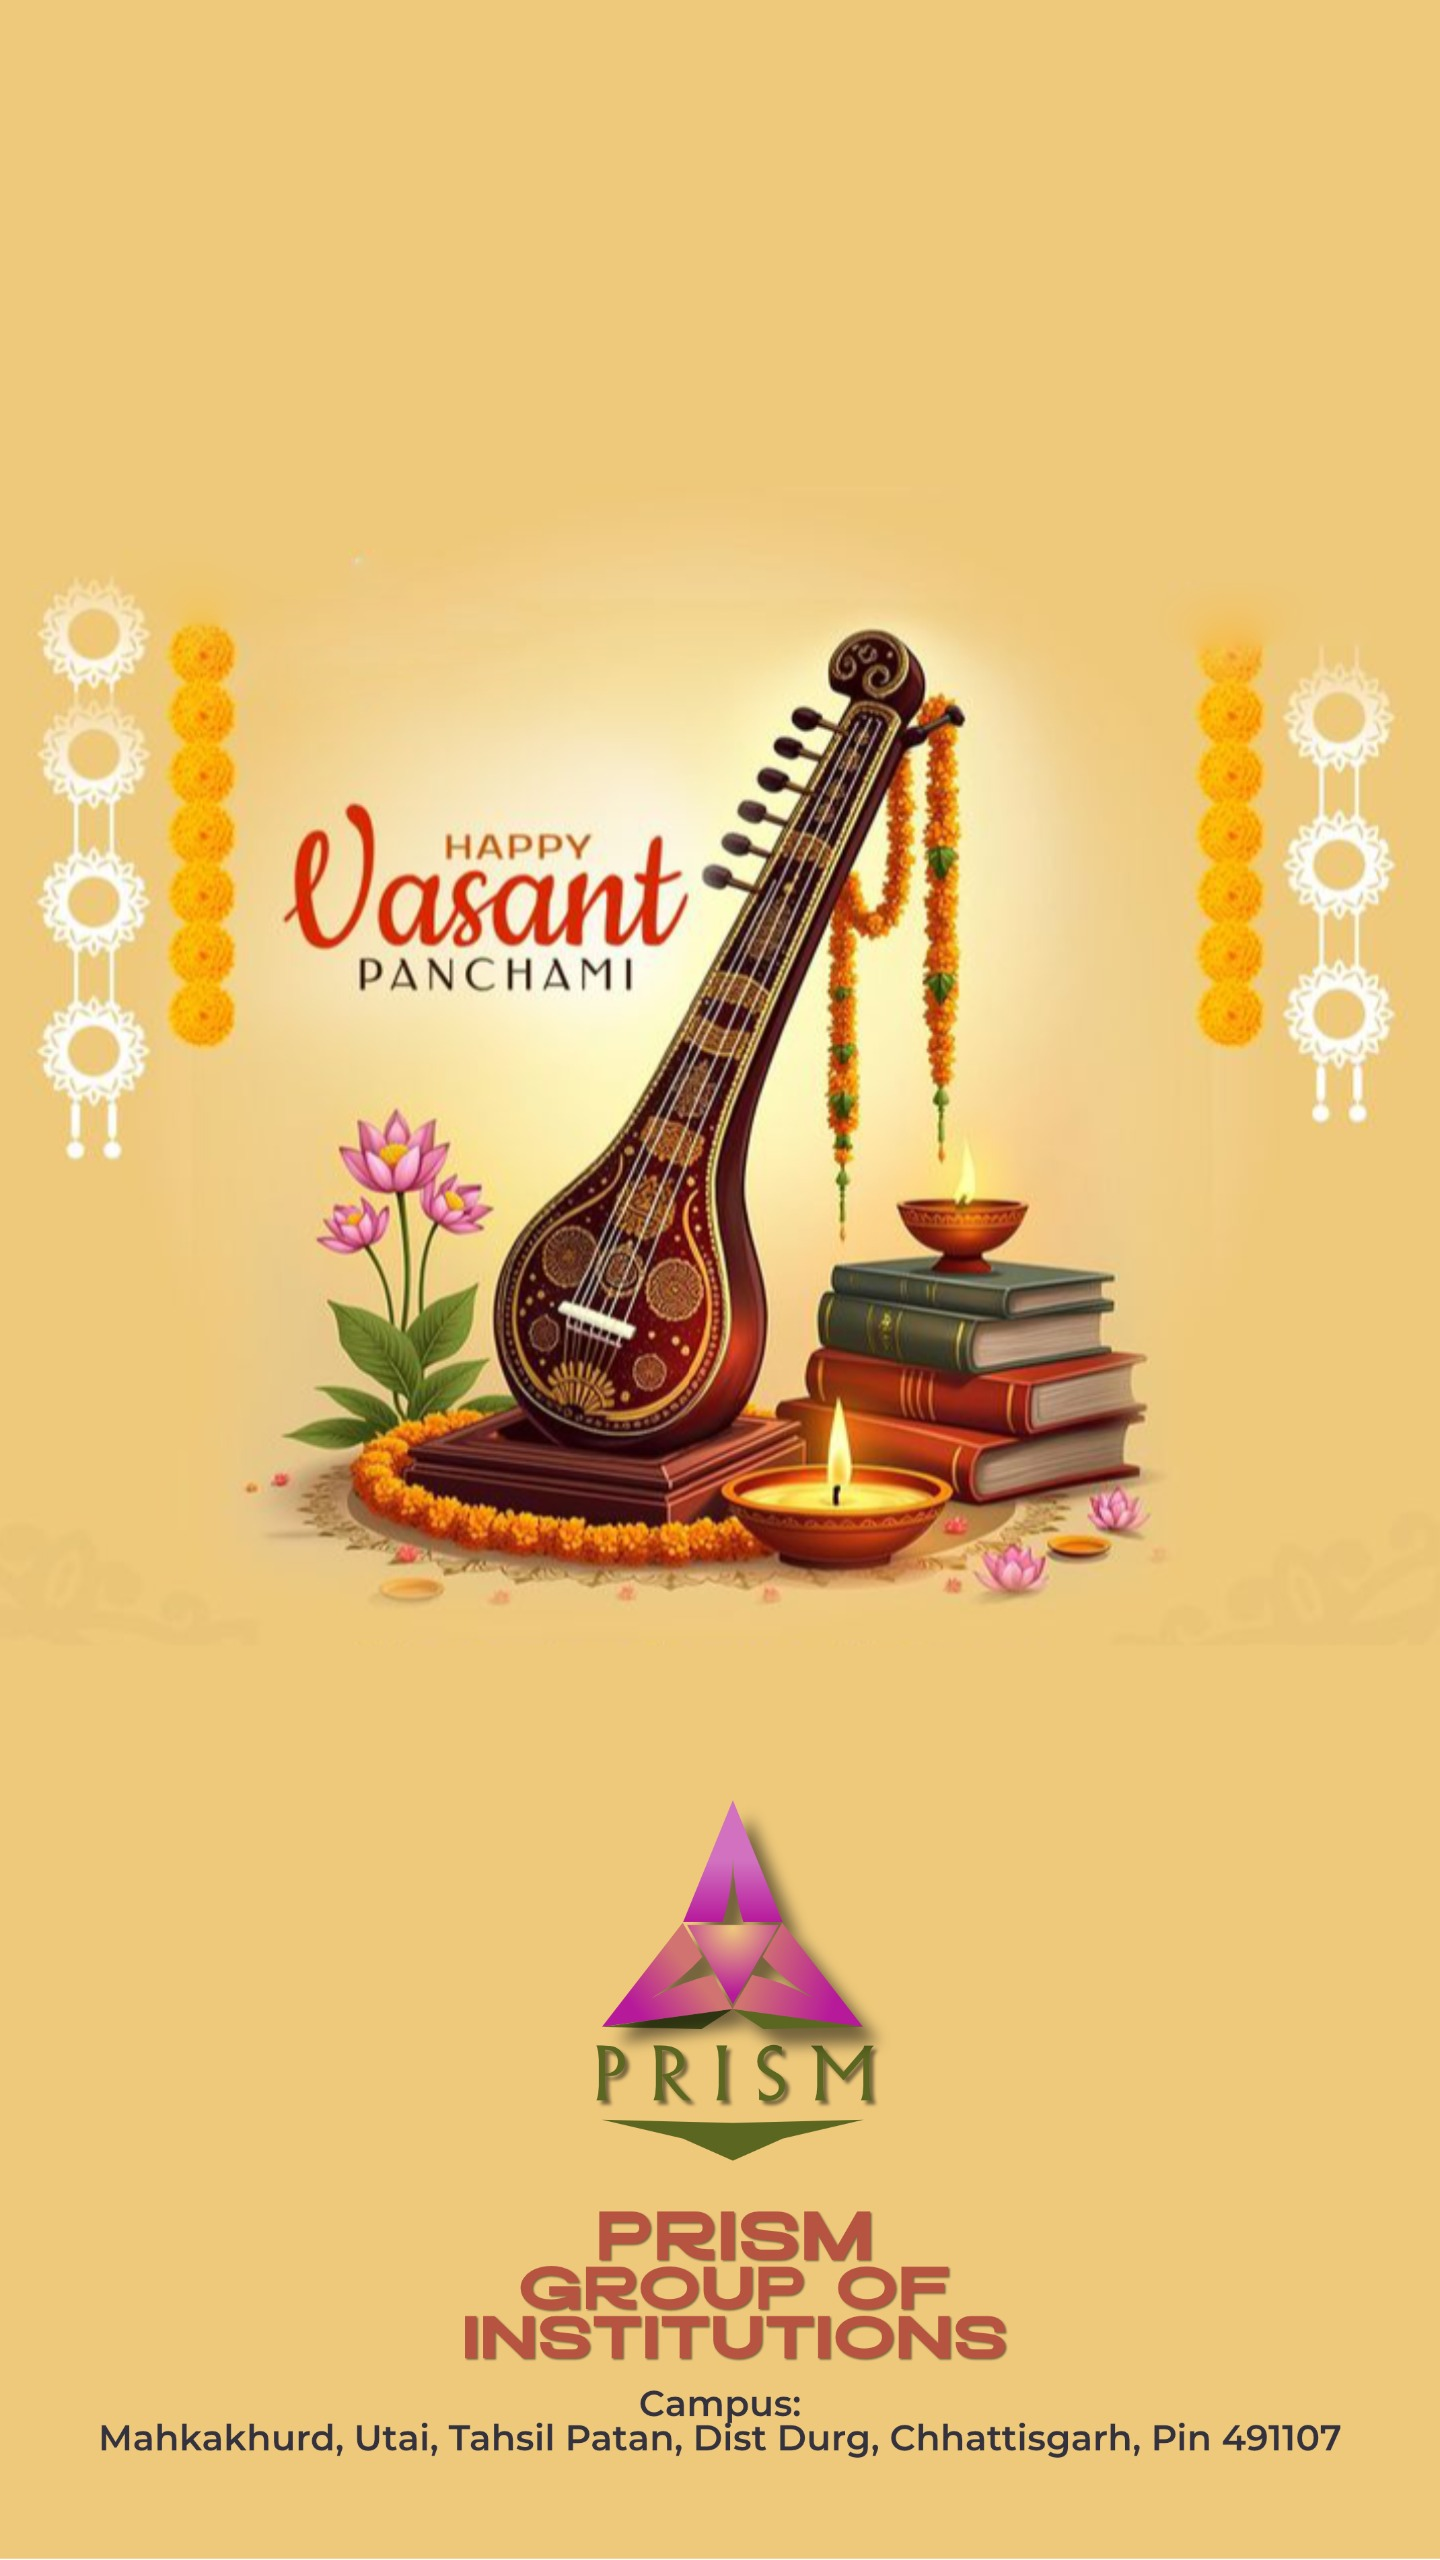 HAPPY
Vasant
PANCHAMI
PRISM
PRISM
GROUP OF
INSTITUTIONS
Campus:
Mahkakhurd, Utai, Tahsil Patan, Dist Durg, Chhattisgarh, Pin 491107